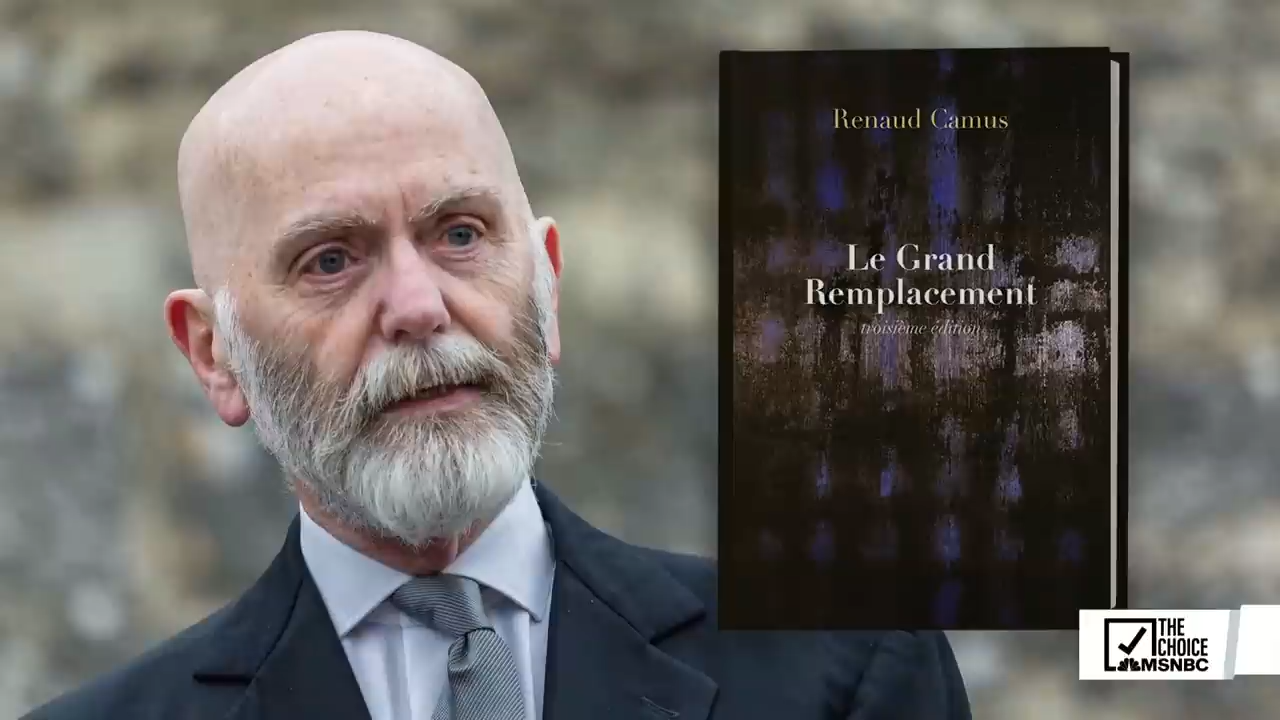 Renaud Camus
Le Grand
Remplacement
troisième édition
THE
CHOICE
MSNBC